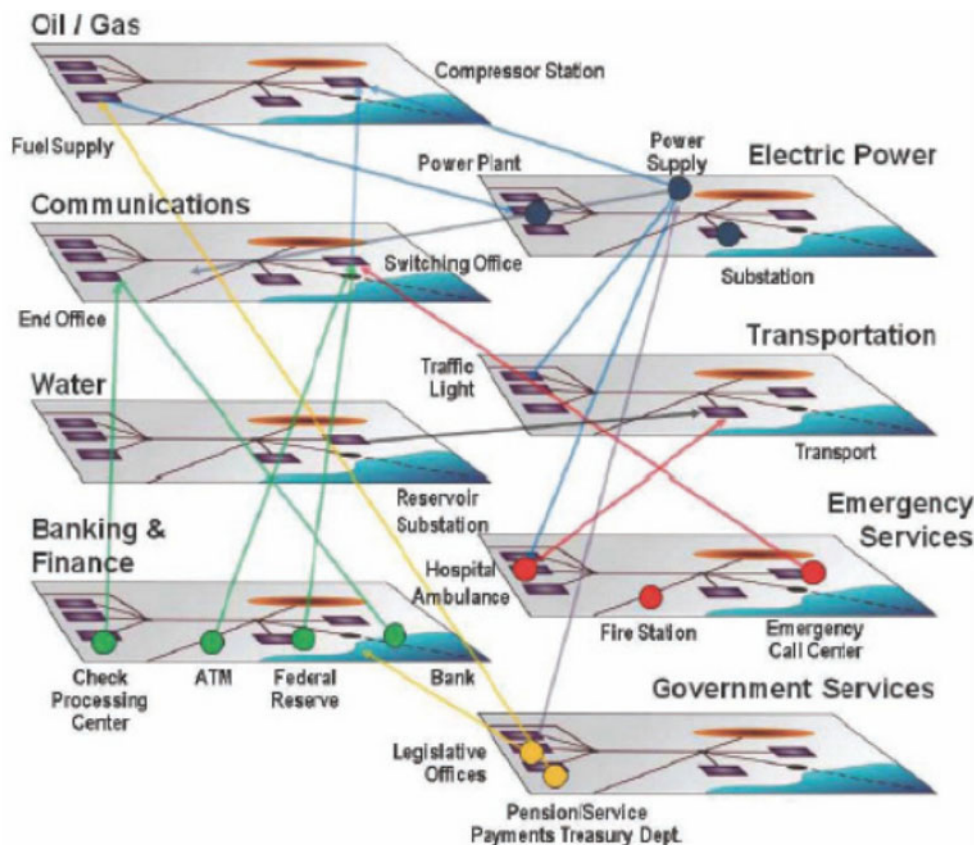 Oil / Gas
Compressor Station
Fuel Supply
Power Plant
Power
Supply
Electric Power
Substation
Communications
Switching Office
End Office
Transportation
Traffic
Light
Transport
Water
Reservoir
Substation
Emergency
Services
Hospital
Ambulance
Fire Station
Emergency
Call Center
Banking &
Finance
Check
Processing
Center
ATM
Federal
Reserve
Bank
Government Services
Legislative
Offices
Pension/Service
Payments Treasury Dept.